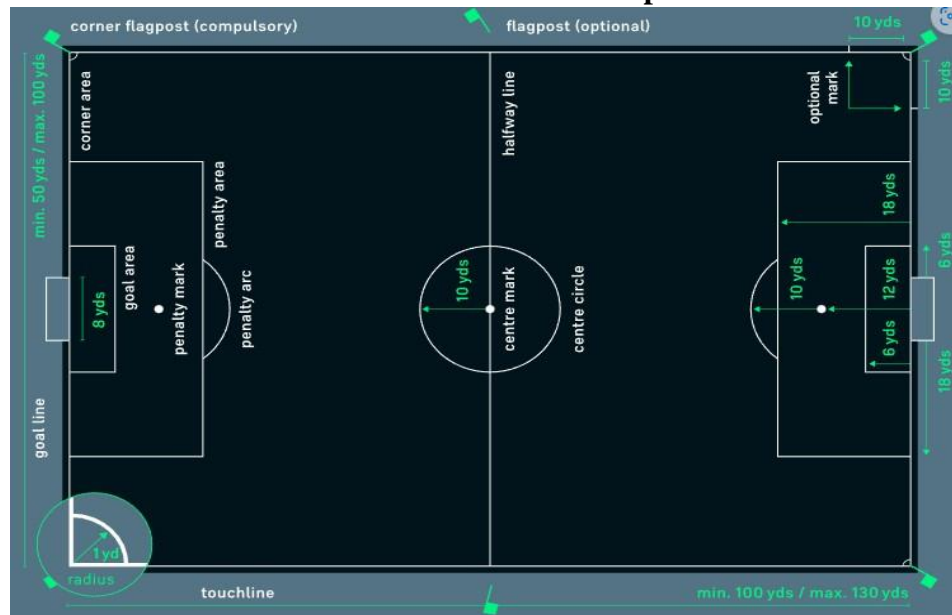 corner flagpost (compulsory)
flagpost (optional)
10 yds
min. 50 yds / max. 100 yds
corner area
halfway line
optional
mark
10 yds
penalty area
18 yds
goal area
penalty mark
penalty arc
8 yds
10 yds
centre mark
centre circle
10 yds
12 yds
6 yds
6 yds
18 yds
goal line
1 yd
radius
touchline
min. 100 yds / max. 130 yds